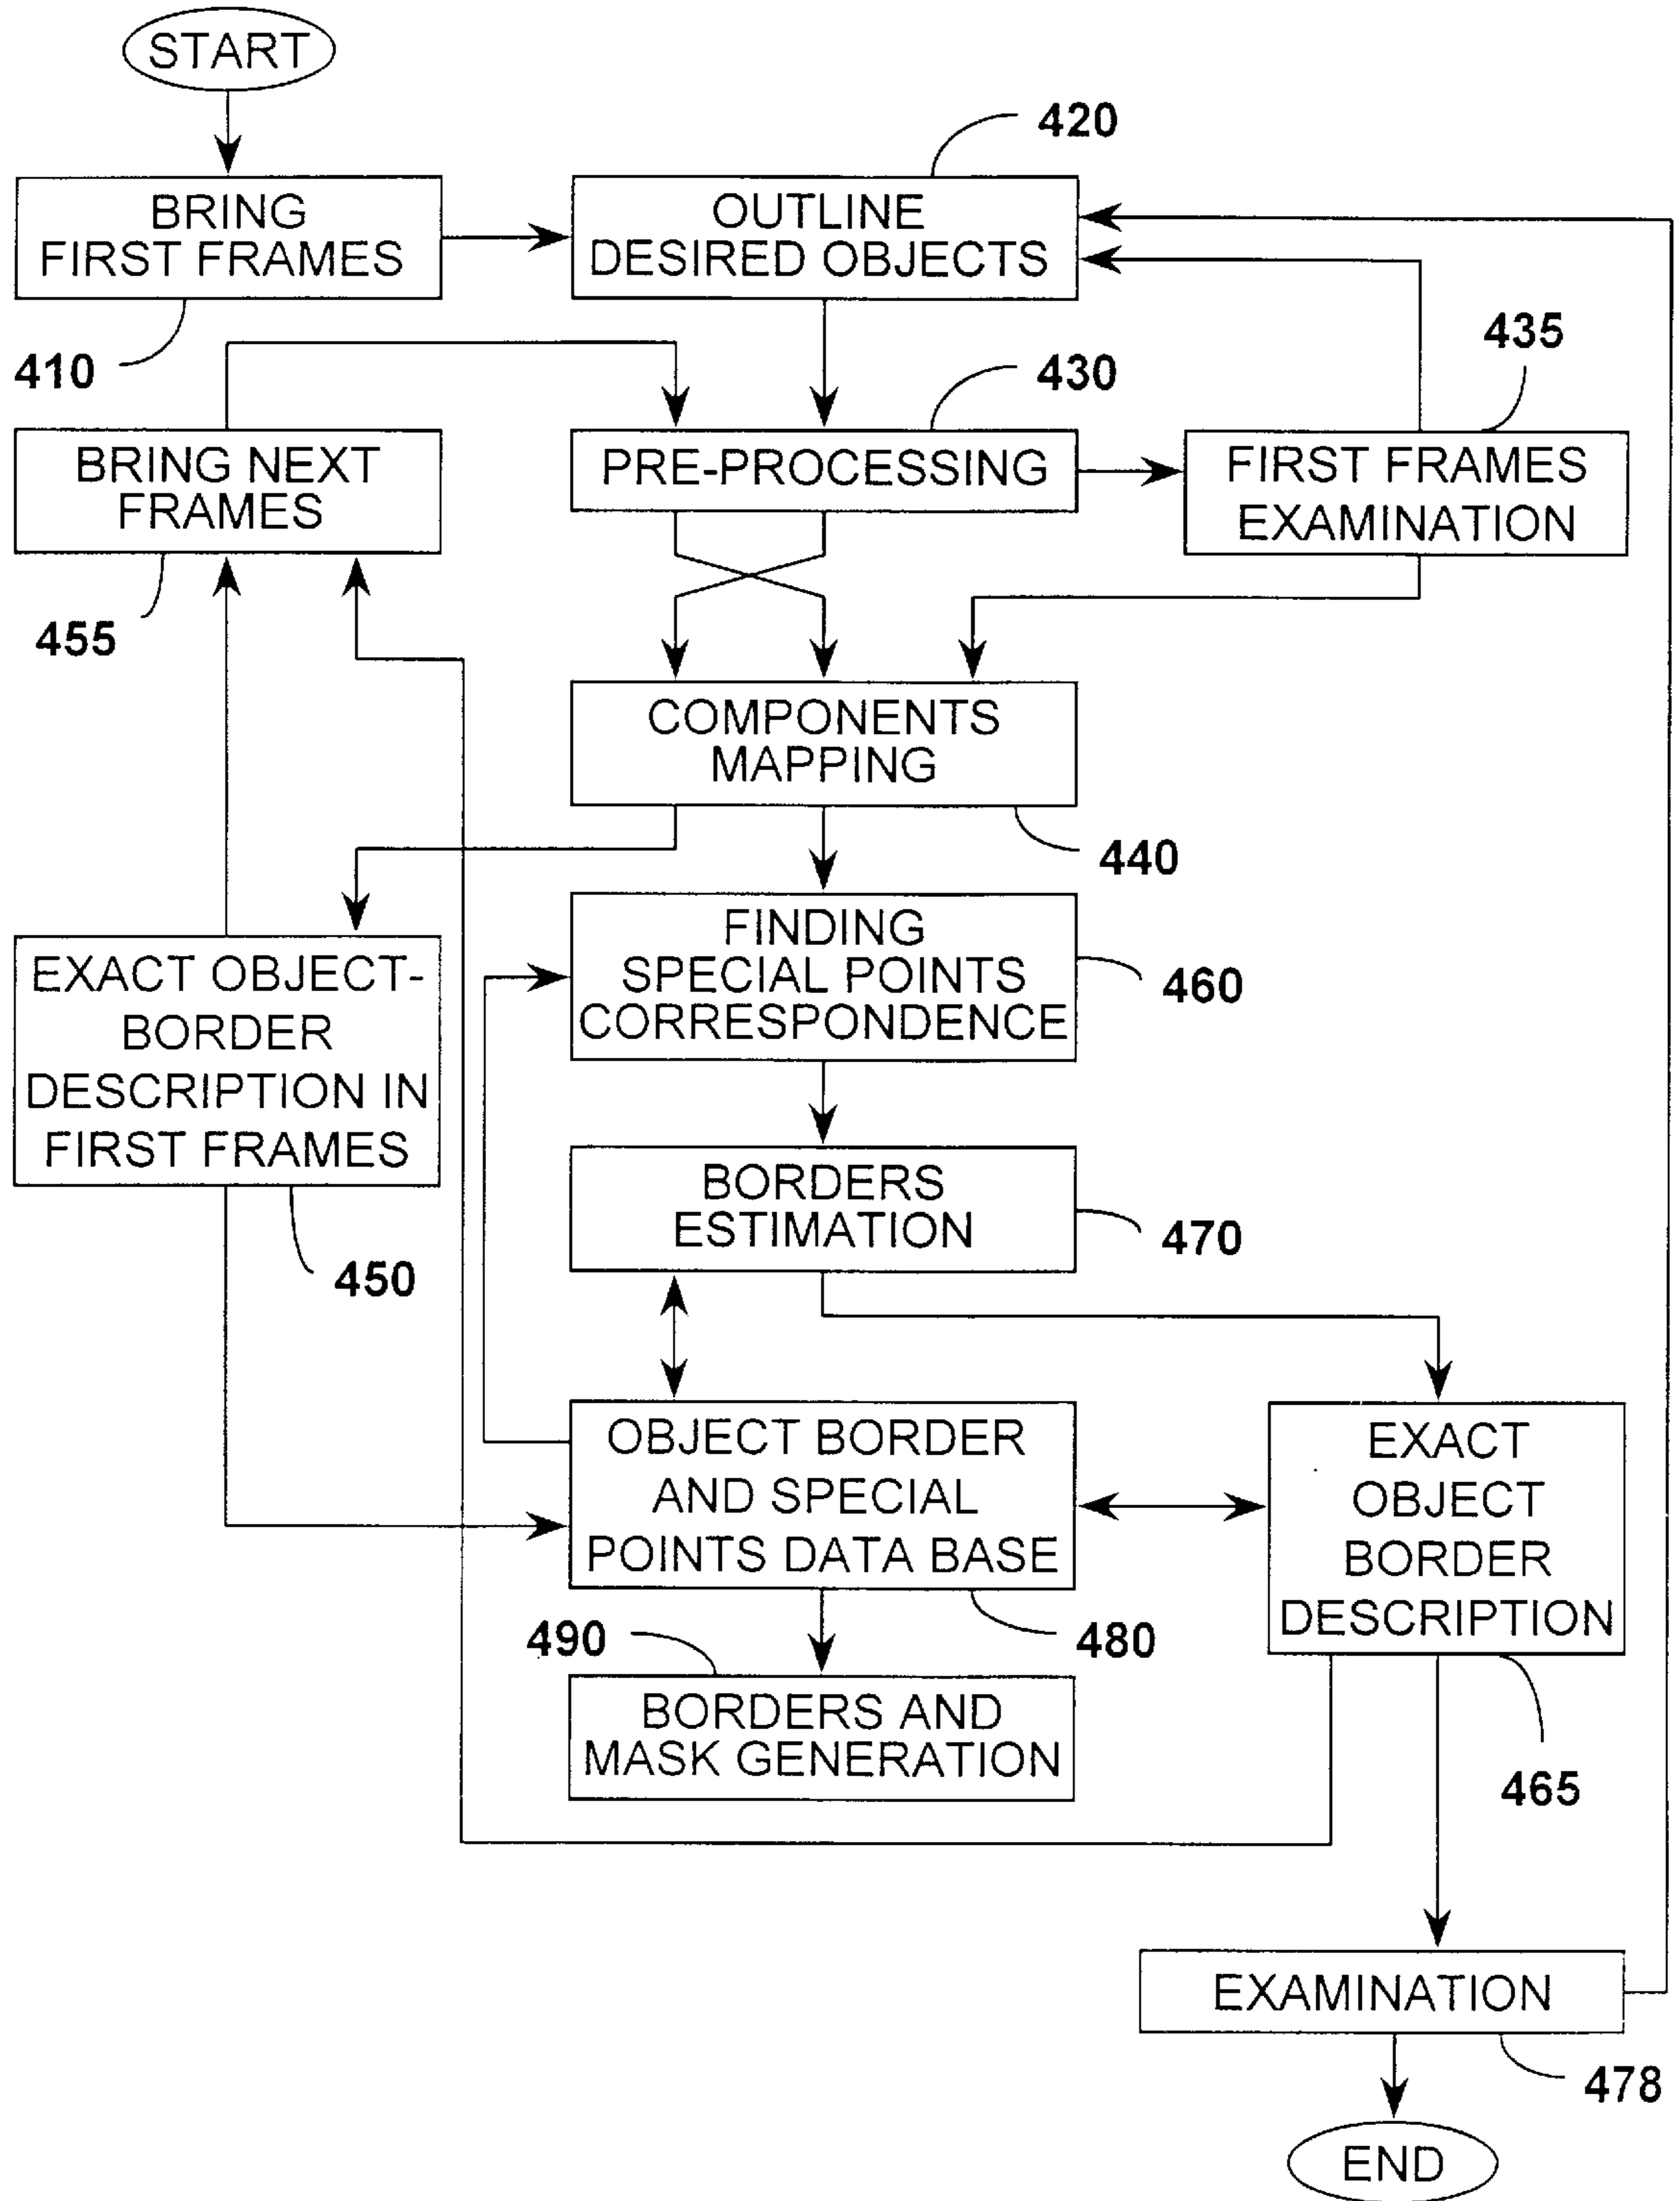 START
420
BRING
FIRST FRAMES
OUTLINE
DESIRED OBJECTS
410
430
435
BRING NEXT
FRAMES
PRE-PROCESSING
FIRST FRAMES
EXAMINATION
455
COMPONENTS
MAPPING
440
EXACT OBJECT-
BORDER
DESCRIPTION IN
FIRST FRAMES
FINDING
SPECIAL POINTS
CORRESPONDENCE
460
450
BORDERS
ESTIMATION
470
OBJECT BORDER
AND SPECIAL
POINTS DATA BASE
EXACT
OBJECT
BORDER
DESCRIPTION
490
480
BORDERS AND
MASK GENERATION
465
EXAMINATION
478
END